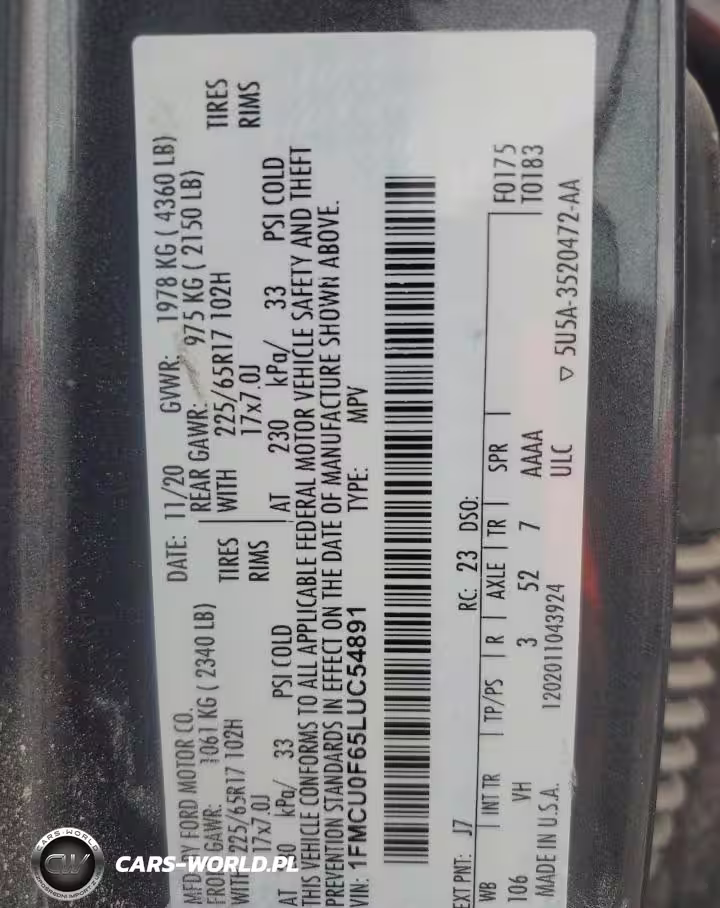 MFD. BY FORD MOTOR CO.
DATE: 11/20 GVWR: 1978 KG ( 4360 LB)
FRONT GAWR: 1061 KG ( 2340 LB) REAR GAWR: 975 KG ( 2150 LB)
WITH 225/65R17 102H TIRES WITH 225/65R17 102H TIRES
17x7.0J RIMS 17x7.0J RIMS
AT 230 kPa/ 33 PSI COLD AT 230 kPa/ 33 PSI COLD
THIS VEHICLE CONFORMS TO ALL APPLICABLE FEDERAL MOTOR VEHICLE SAFETY AND THEFT
PREVENTION STANDARDS IN EFFECT ON THE DATE OF MANUFACTURE SHOWN ABOVE.
VIN: 1FMCU0F65LUC54891 TYPE: MPV
EXT PNT: J7 RC: 23 DSO:
WB INT TR TP/PS R AXLE TR SPR F0175
106 VH 3 52 7 AAAA T0183
MADE IN U.S.A. 1202011043924 ULC ▽ 5U5A-3520472-AA
CARS-WORLD
CW
CARS-WORLD.PL